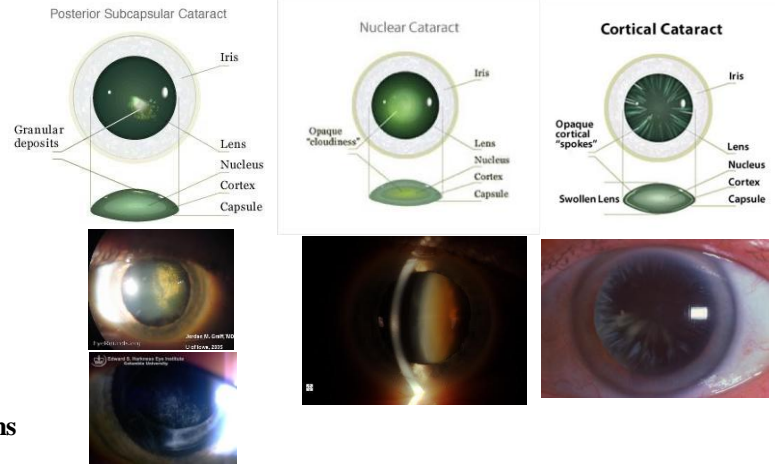 Posterior Subcapsular Cataract
Iris
Granular
deposits
Lens
Nucleus
Cortex
Capsule
Nuclear Cataract
Iris
Opaque
"cloudiness"
Lens
Nucleus
Cortex
Capsule
Cortical Cataract
Iris
Opaque
cortical
"spokes"
Lens
Nucleus
Swollen Lens
Cortex
Capsule
Jordan M. Graff, MD
EyeRounds.org
U of Iowa, 2005
Edward S. Harkness Eye Institute
Columbia University
ns